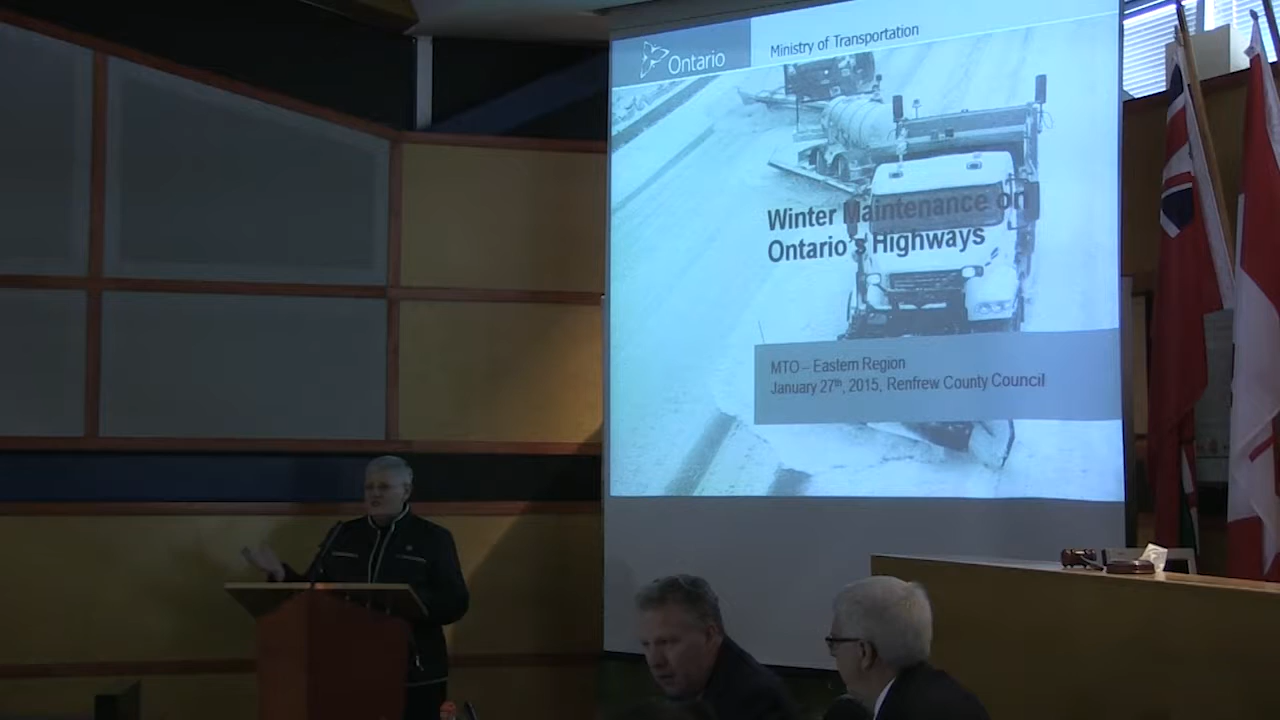 Ontario
Ministry of Transportation
Winter Maintenance on
Ontario's Highways
MTO – Eastern Region
January 27th, 2015, Renfrew County Council